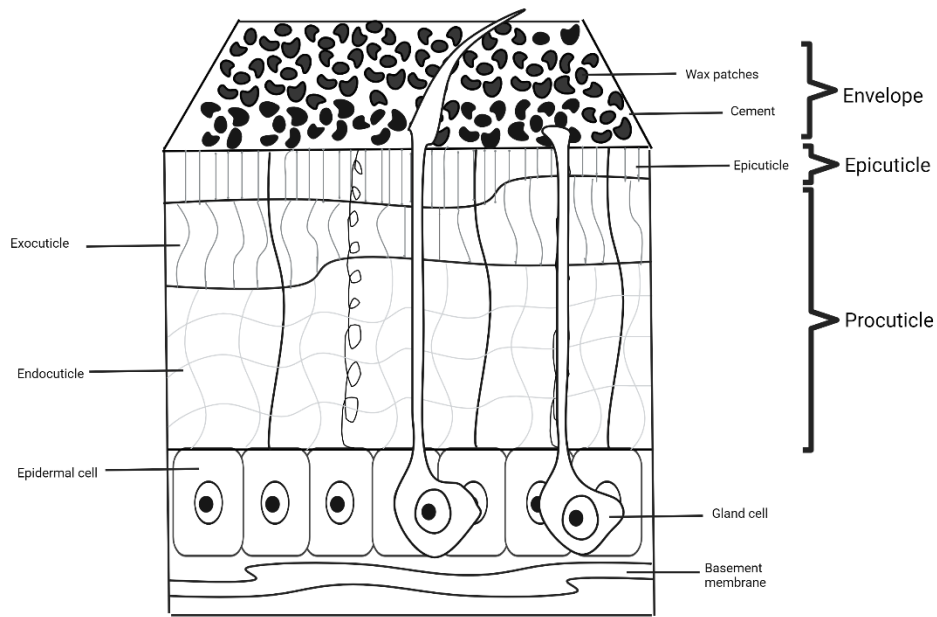 Wax patches
Envelope
Cement
Epicuticle
Epicuticle
Exocuticle
Procuticle
Endocuticle
Epidermal cell
Gland cell
Basement
membrane